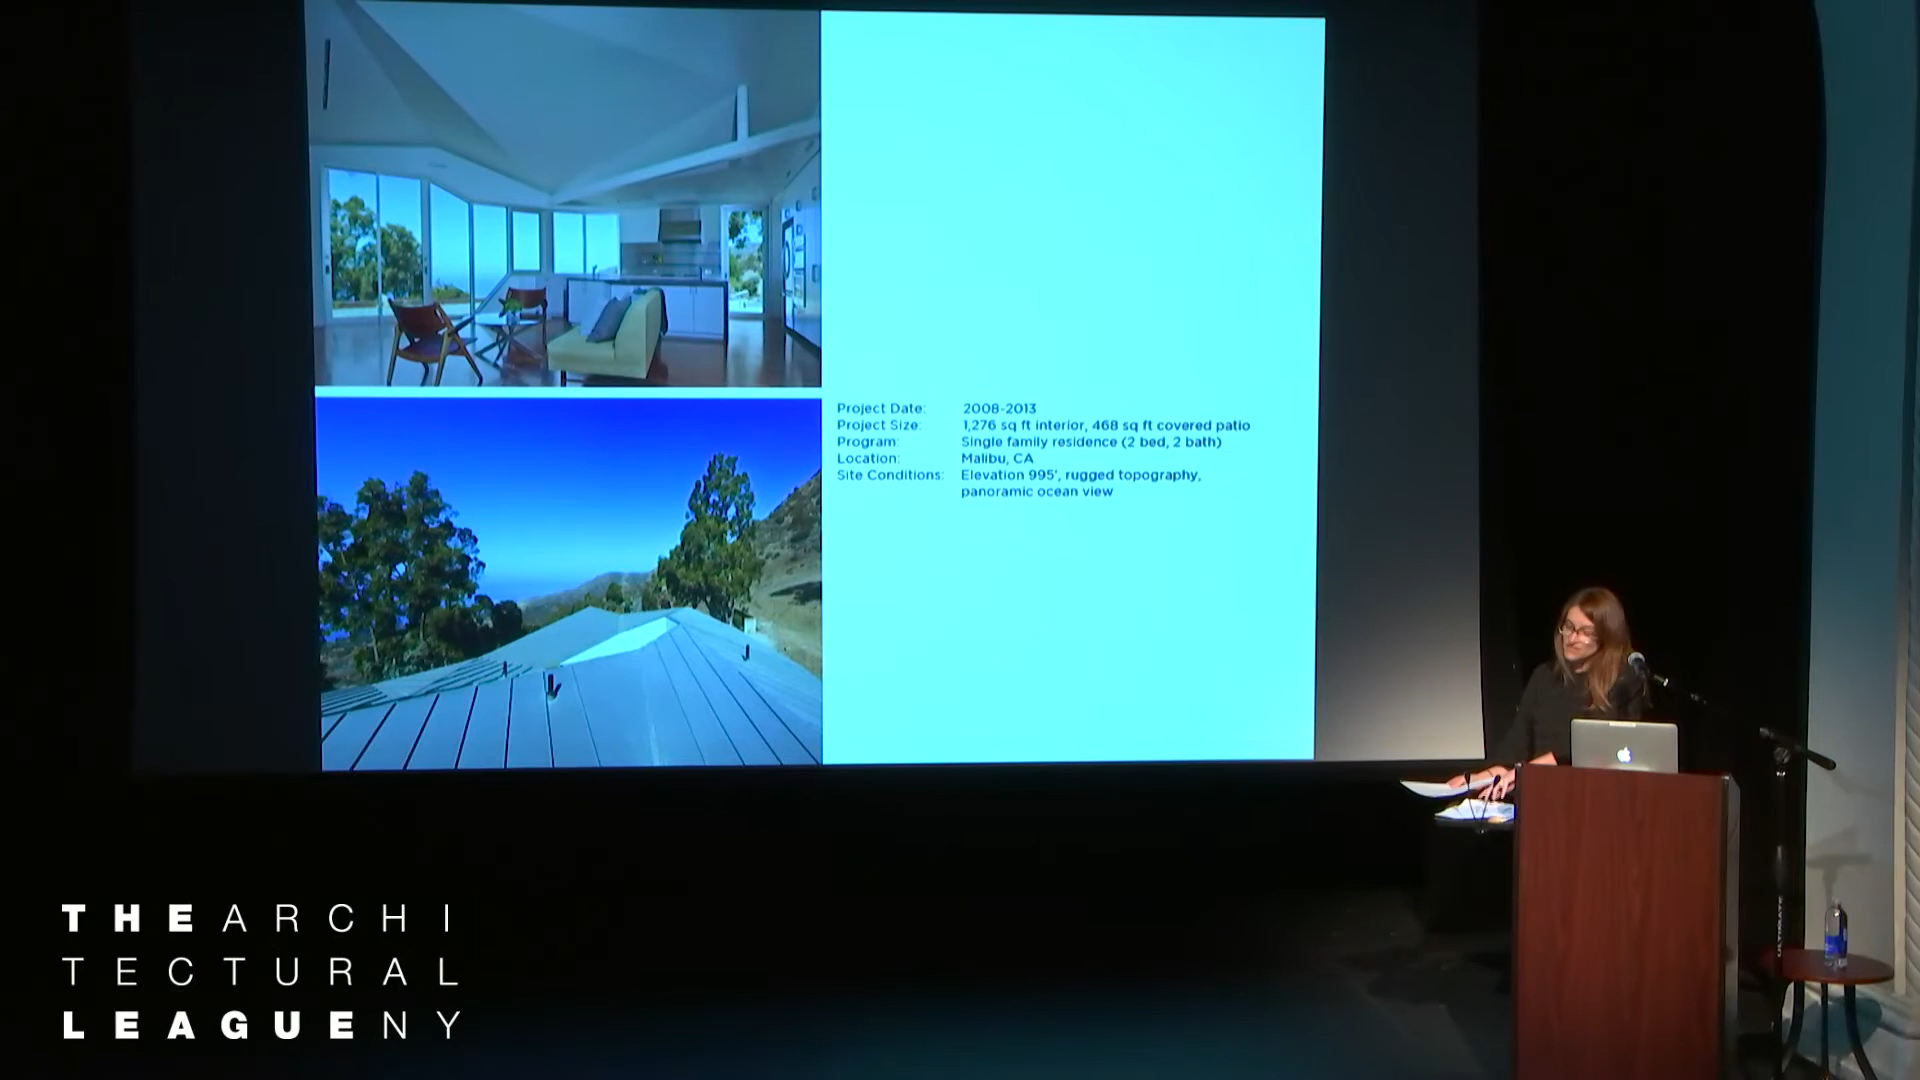 Project Date: 2008-2013
Project Size: 1,276 sq ft interior, 468 sq ft covered patio
Program: Single family residence (2 bed, 2 bath)
Location: Malibu, CA
Site Conditions: Elevation 995', rugged topography,
panoramic ocean view
THE ARCHI
TECTURAL
LEAGUE NY
ULTIMATE